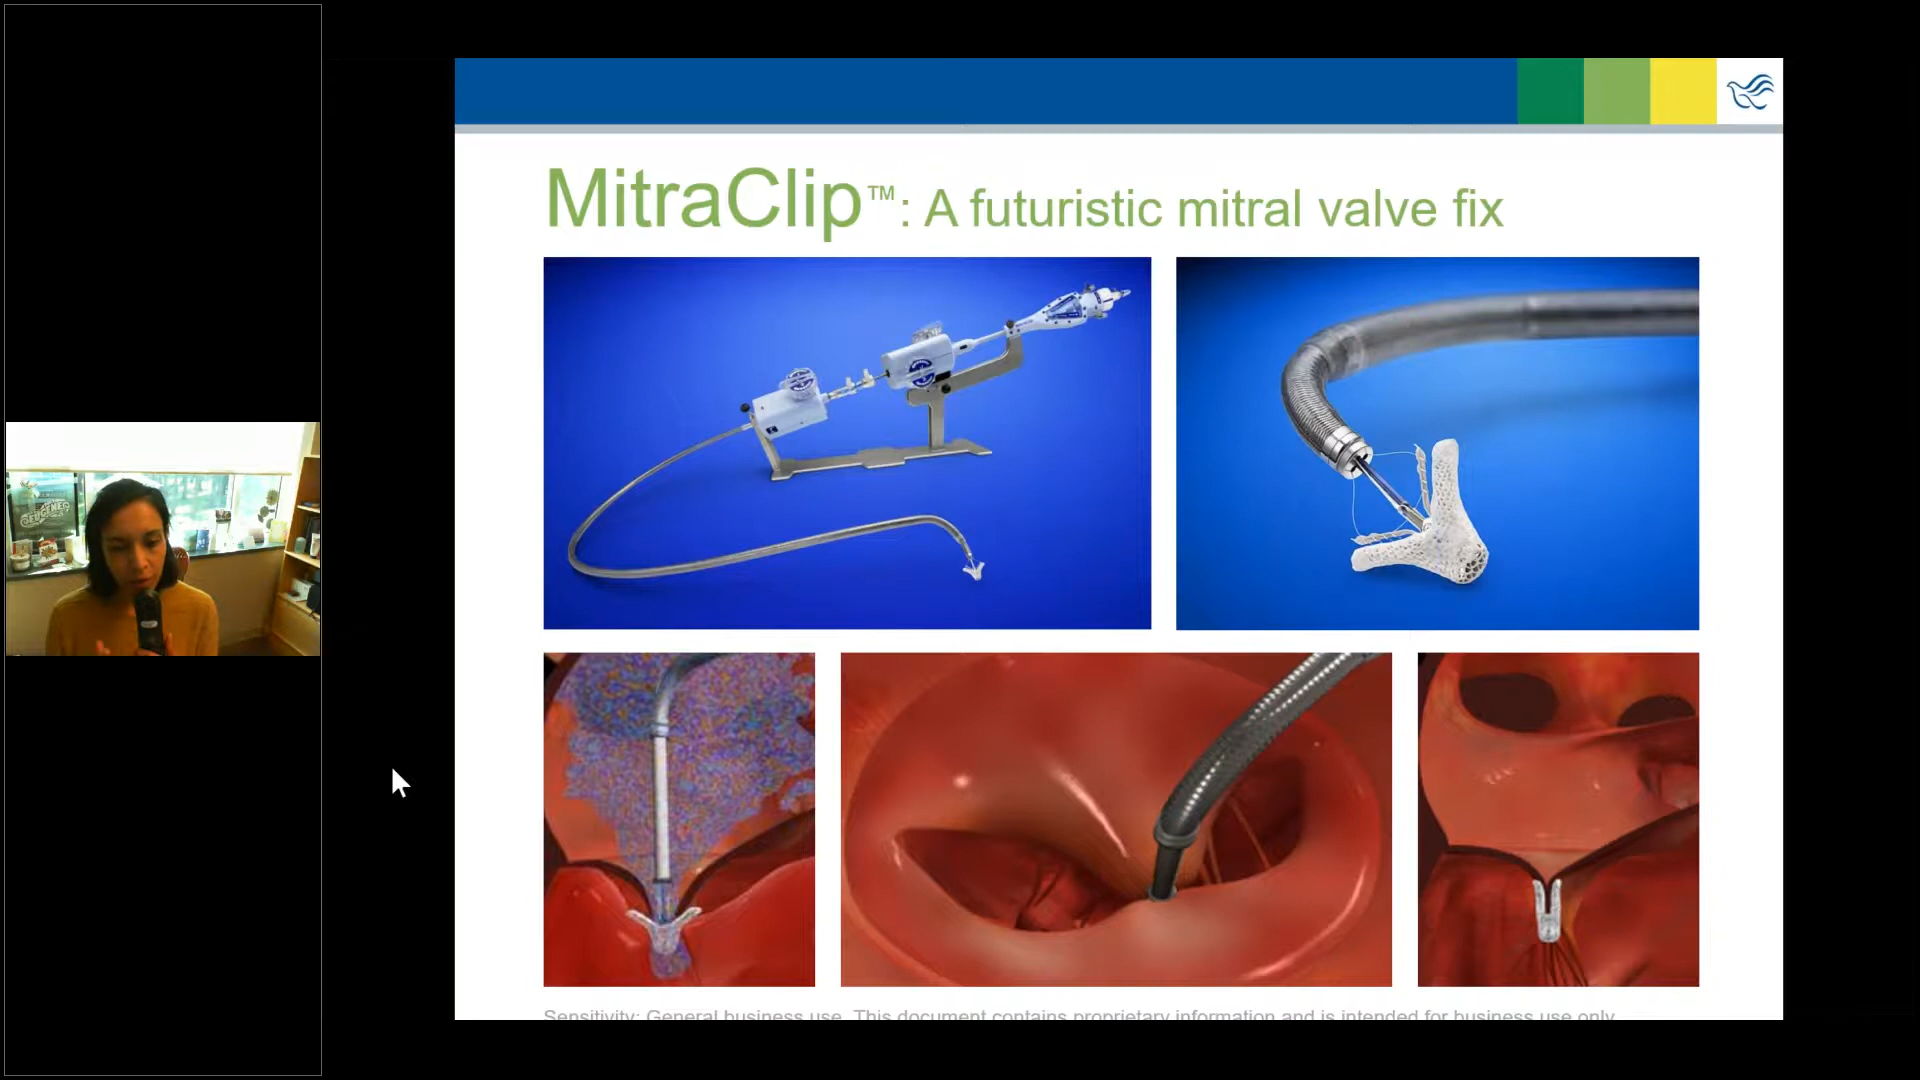 MitraClip™: A futuristic mitral valve fix
EUGENE
Sensitivity: General business use. This document contains proprietary information and is intended for business use only.